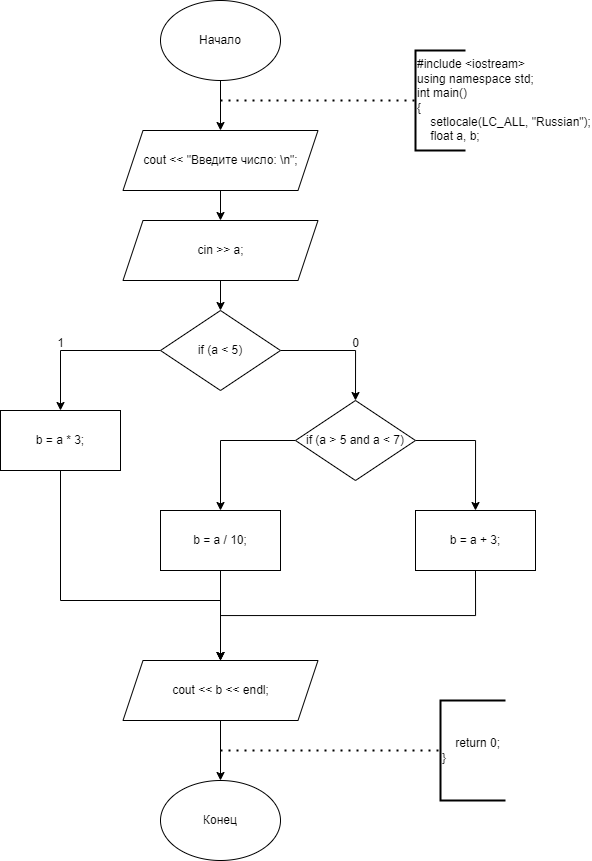 Начало
#include <iostream>
using namespace std;
int main()
{
setlocale(LC_ALL, "Russian");
float a, b;
cout << "Введите число: \n";
cin >> a;
if (a < 5)
1
0
b = a * 3;
if (a > 5 and a < 7)
b = a / 10;
b = a + 3;
cout << b << endl;
return 0;
}
Конец